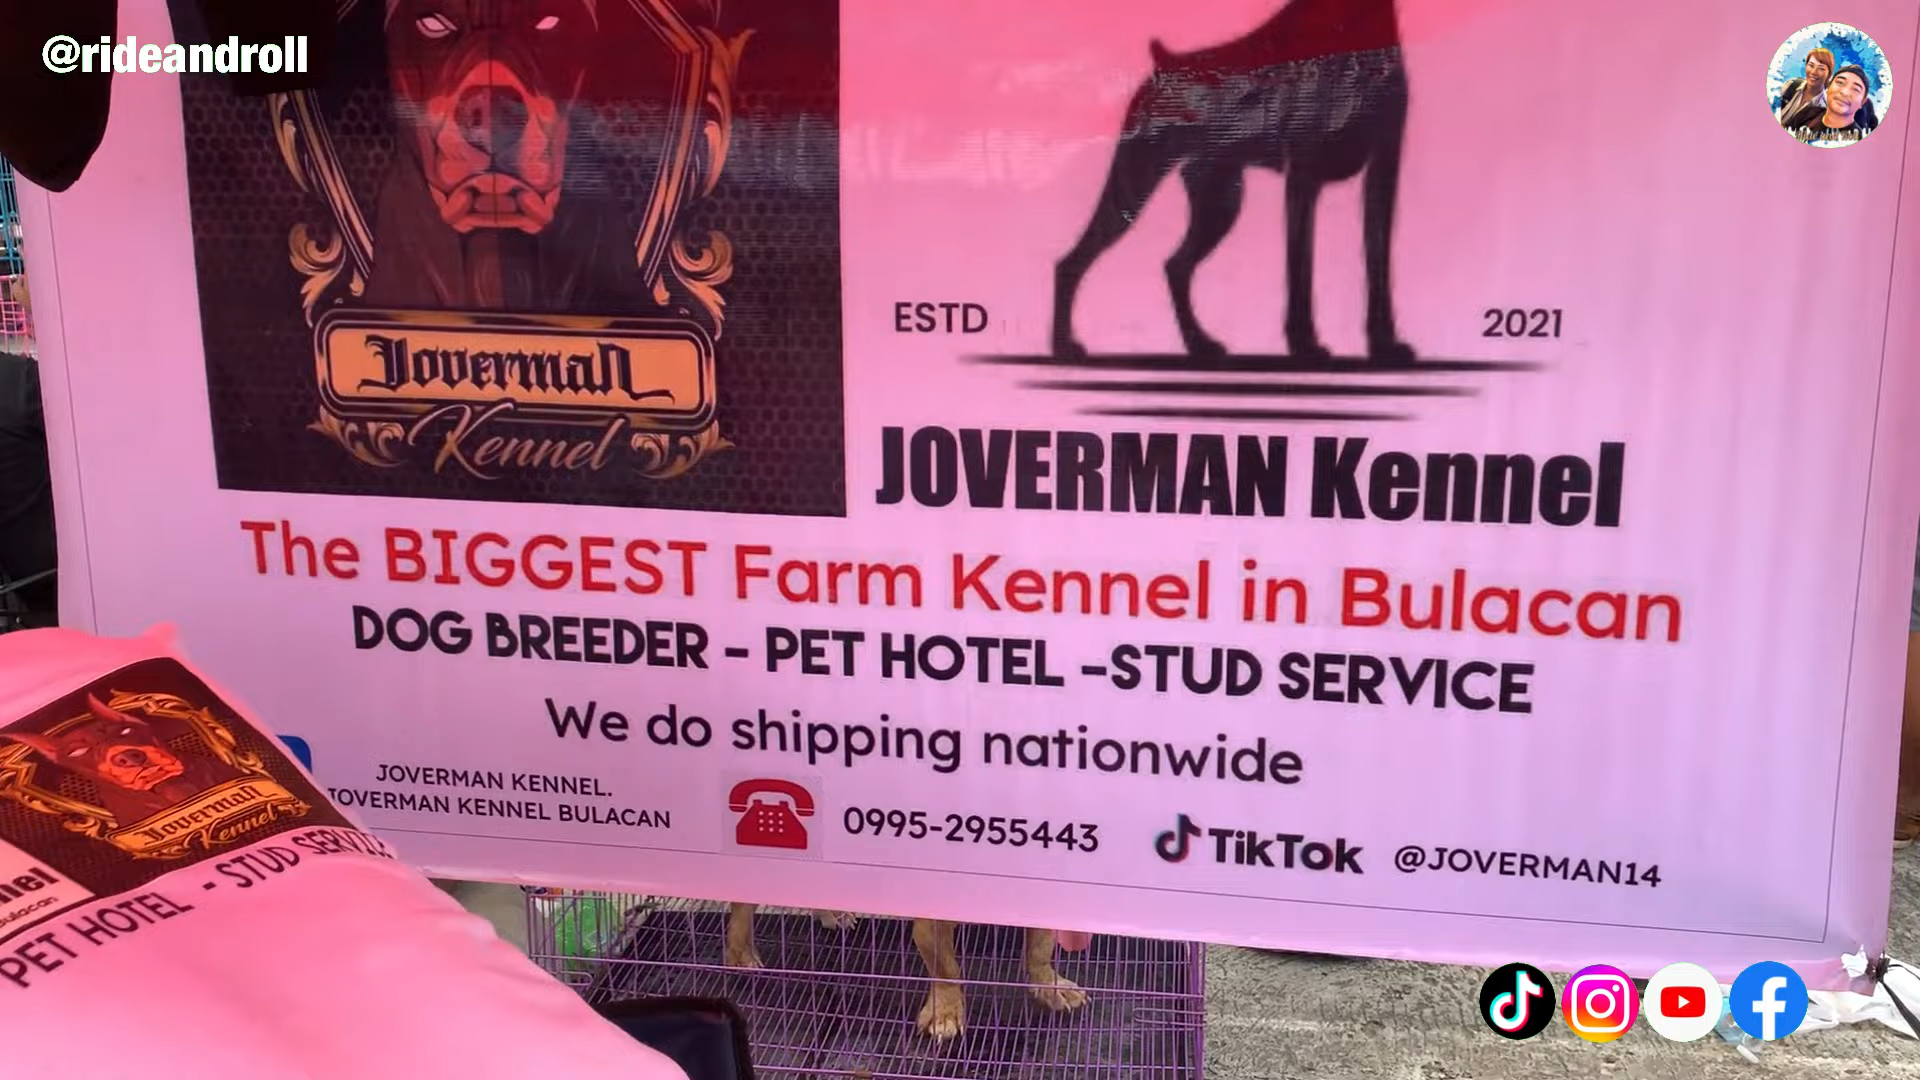 @rideandroll
Joverman
Kennel
ESTD
2021
JOVERMAN Kennel
The BIGGEST Farm Kennel in Bulacan
DOG BREEDER - PET HOTEL -STUD SERVICE
We do shipping nationwide
JOVERMAN KENNEL.
JOVERMAN KENNEL BULACAN
0995-2955443
TikTok
@JOVERMAN14
Joverman
Kennel
PET HOTEL - STUD SERVICE